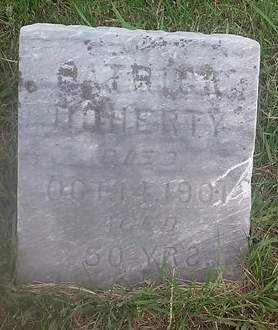 PATRICK
DOHERTY
DIED
OCT. 14, 1901
AGED
80 YRS.